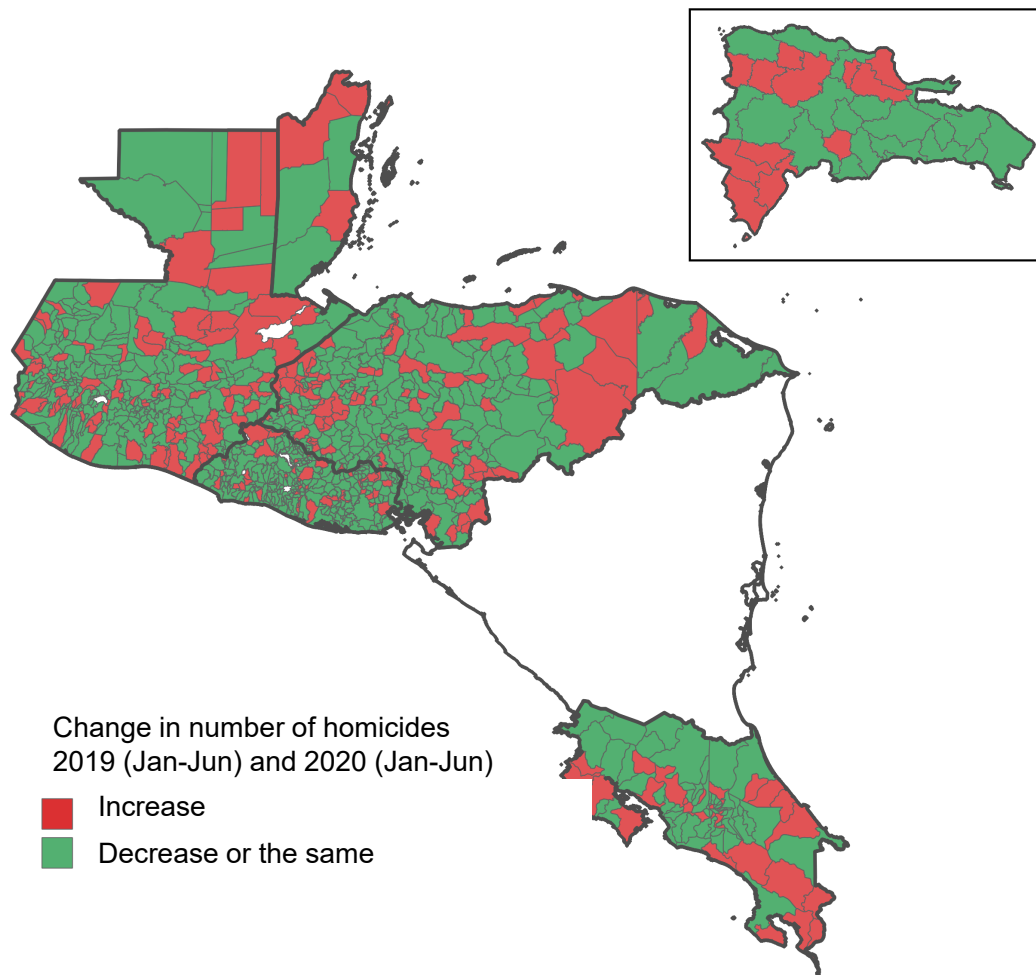 Change in number of homicides
2019 (Jan-Jun) and 2020 (Jan-Jun)
Increase
Decrease or the same